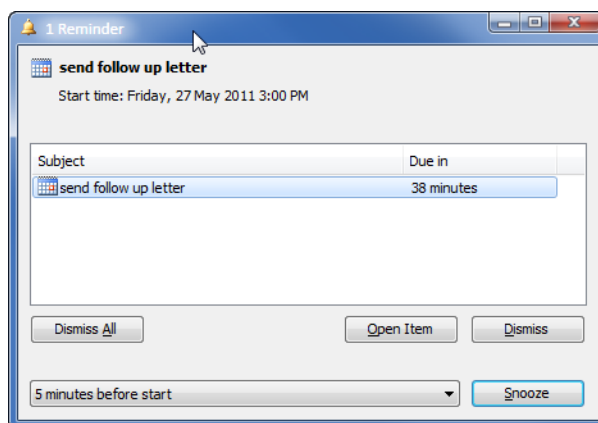 1 Reminder
send follow up letter
Start time: Friday, 27 May 2011 3:00 PM
Subject Due in
send follow up letter 38 minutes
Dismiss All Open Item Dismiss
5 minutes before start Snooze